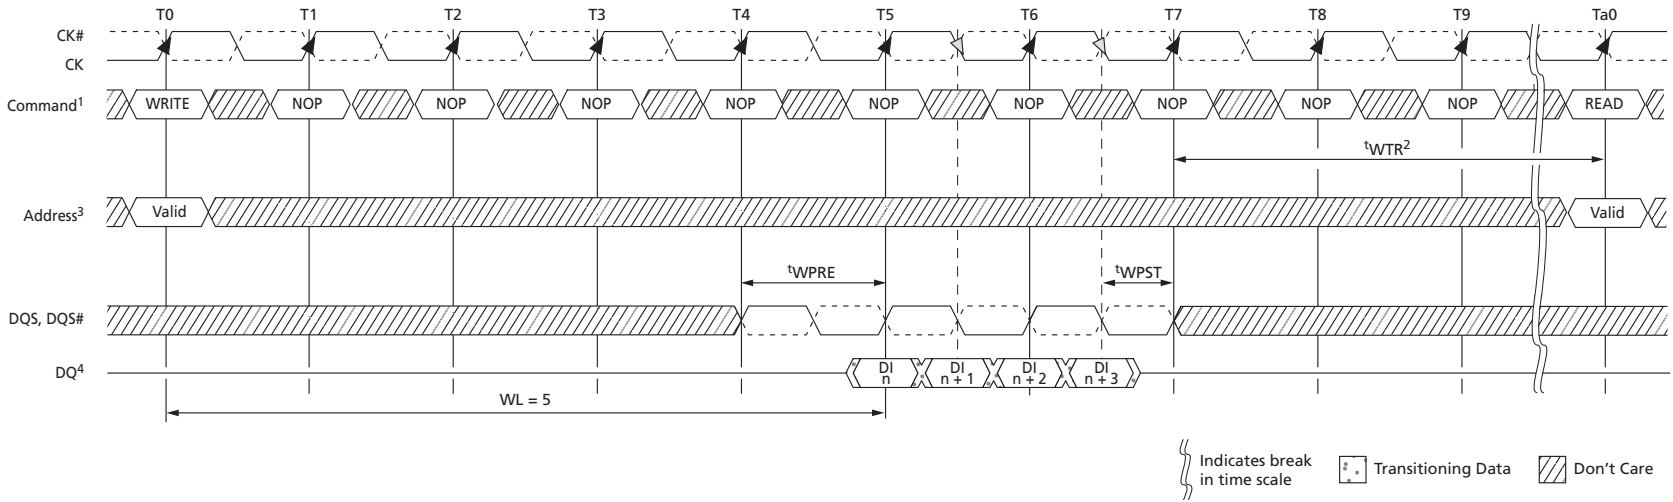 T0 T1 T2 T3 T4 T5 T6 T7 T8 T9 Ta0
CK#
CK
Command1 WRITE NOP NOP NOP NOP NOP NOP NOP NOP NOP READ
tWTR2
Address3 Valid Valid
tWPRE tWPST
DQS, DQS#
DQ4 DI n DI n + 1 DI n + 2 DI n + 3
WL = 5
Indicates break
in time scale
Transitioning Data
Don't Care